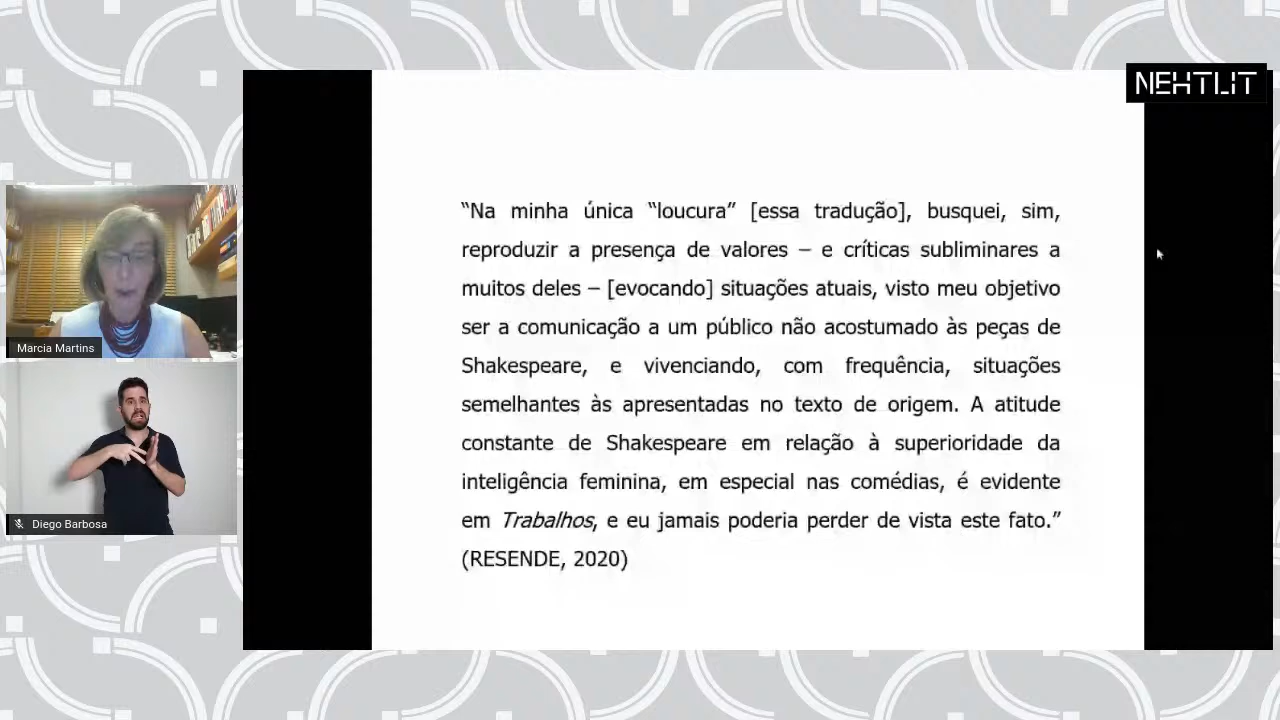 NEHTLIT
“Na minha única “loucura” [essa tradução], busquei, sim,
reproduzir a presença de valores – e críticas subliminares a
muitos deles – [evocando] situações atuais, visto meu objetivo
ser a comunicação a um público não acostumado às peças de
Shakespeare, e vivenciando, com frequência, situações
semelhantes às apresentadas no texto de origem. A atitude
constante de Shakespeare em relação à superioridade da
inteligência feminina, em especial nas comédias, é evidente
em Trabalhos, e eu jamais poderia perder de vista este fato.”
(RESENDE, 2020)
Marcia Martins
Diego Barbosa